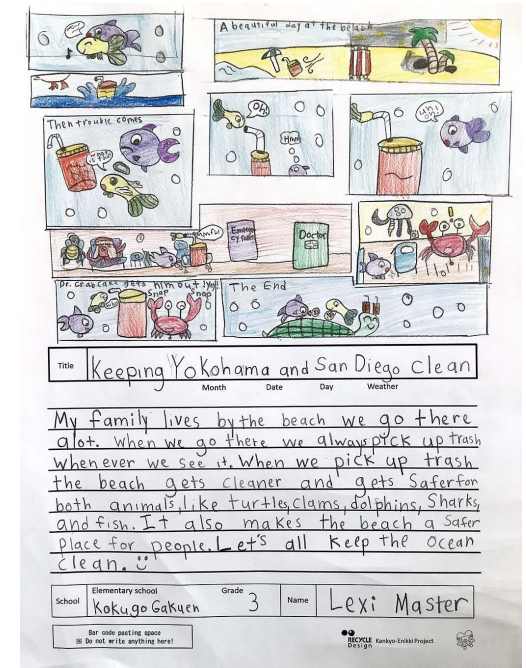 A beautiful day at the beach
Then trouble comes
Oh!
Hmm
uh!
oh!
Emergency
Doctor
Dr. crabcake gets him out!yay!
Snap
Snap
The End
Title
Keeping Yokohama and San Diego clean
Month Date Day Weather
My family lives by the beach we go there
alot. when we go there we always pick up trash
when ever we see it. When we pick up trash
the beach gets cleaner and gets Safer for
both animals, like turtles, clams, dolphins, Sharks,
and fish. It also makes the beach a Safer
Place for people. Let's all keep the ocean
clean.
School
Elementary school
Kokugo Gakuen
Grade
3
Name
Lexi Master
Bar code pasting space
※ Do not write anything here!
RECYCLE
Design
Kankyo-Enikki Project